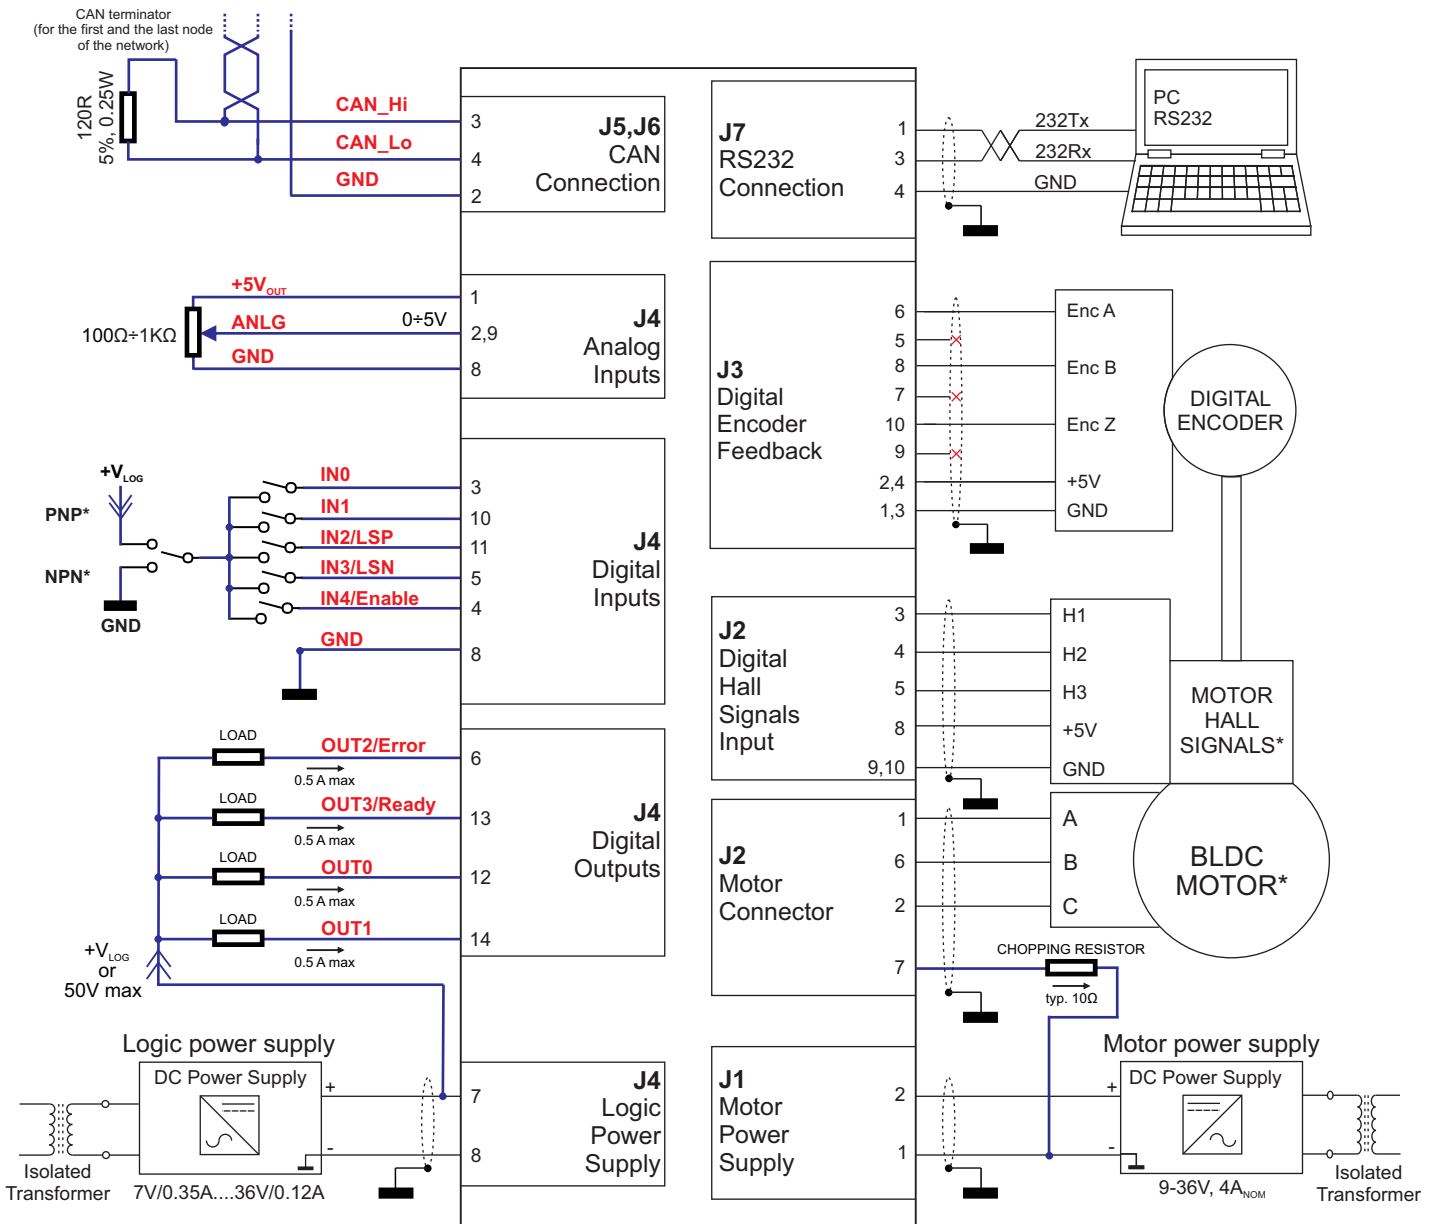 CAN terminator
(for the first and the last node
of the network)
120R
5%, 0.25W
CAN_Hi
3
CAN_Lo
4
GND
2
J5,J6
CAN
Connection
J7
RS232
Connection
1
3
4
232Tx
232Rx
GND
PC
RS232
+5VOUT
1
ANLG
0÷5V
2,9
GND
8
100Ω÷1KΩ
J4
Analog
Inputs
J3
Digital
Encoder
Feedback
6
5
8
7
10
9
2,4
1,3
Enc A
Enc B
Enc Z
+5V
GND
DIGITAL
ENCODER
+VLOG
PNP*
NPN*
GND
IN0
3
IN1
10
IN2/LSP
11
IN3/LSN
5
IN4/Enable
4
GND
8
J4
Digital
Inputs
J2
Digital
Hall
Signals
Input
3
4
5
8
9,10
H1
H2
H3
+5V
GND
MOTOR
HALL
SIGNALS*
LOAD
OUT2/Error
0.5 A max
6
LOAD
OUT3/Ready
0.5 A max
13
LOAD
OUT0
0.5 A max
12
LOAD
OUT1
0.5 A max
14
+VLOG
or
50V max
J4
Digital
Outputs
J2
Motor
Connector
1
6
2
7
A
B
C
BLDC
MOTOR*
CHOPPING RESISTOR
typ. 10Ω
Logic power supply
DC Power Supply
+
-
Isolated
Transformer
7V/0.35A....36V/0.12A
7
8
J4
Logic
Power
Supply
J1
Motor
Power
Supply
2
1
Motor power supply
DC Power Supply
+
-
9-36V, 4ANOM
Isolated
Transformer